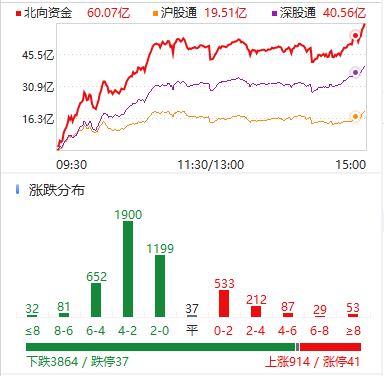 北向资金 60.07亿 沪股通 19.51亿 深股通 40.56亿
45.5亿
30.9亿
16.3亿
09:30 11:30/13:00 15:00
涨跌分布
32 81 652 1900 1199 37 533 212 87 29 53
≤8 8-6 6-4 4-2 2-0 平 0-2 2-4 4-6 6-8 ≥8
下跌3864 / 跌停37 上涨914 / 涨停41